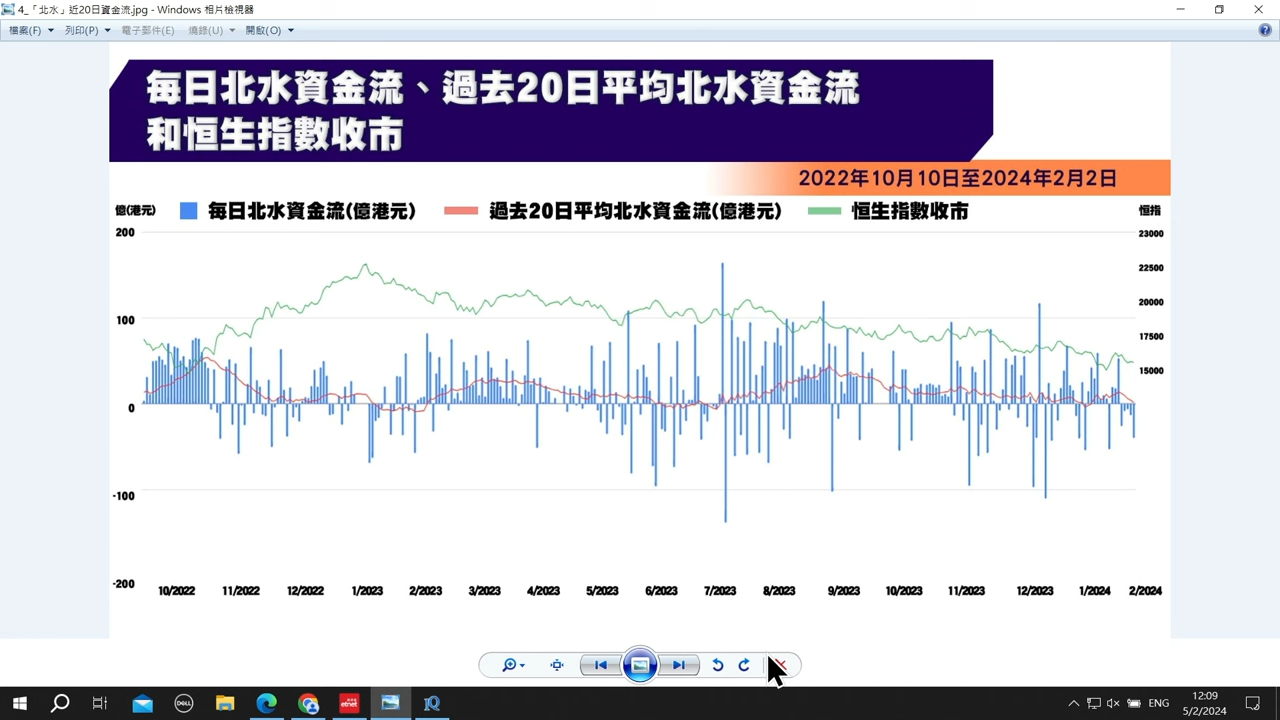 4_「北水」近20日資金流.jpg - Windows 相片檢視器
檔案(F) 列印(P) 電子郵件(E) 燒錄(U) 開啟(O)
每日北水資金流、過去20日平均北水資金流
和恒生指數收市
2022年10月10日至2024年2月2日
億(港元) 每日北水資金流(億港元) 過去20日平均北水資金流(億港元) 恒生指數收市 恒指
200 23000
22500
20000
100
17500
15000
0
-100
-200
10/2022 11/2022 12/2022 1/2023 2/2023 3/2023 4/2023 5/2023 6/2023 7/2023 8/2023 9/2023 10/2023 11/2023 12/2023 1/2024 2/2024
DELL etnet IQ ENG 12:09
5/2/2024